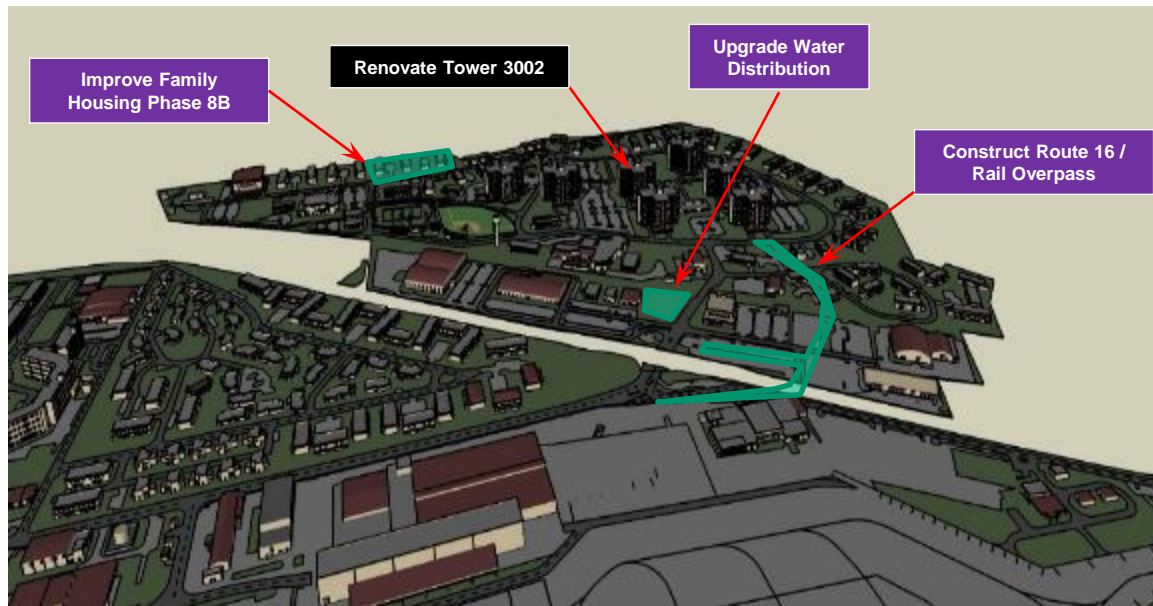 Improve Family
Housing Phase 8B
Renovate Tower 3002
Upgrade Water
Distribution
Construct Route 16 /
Rail Overpass